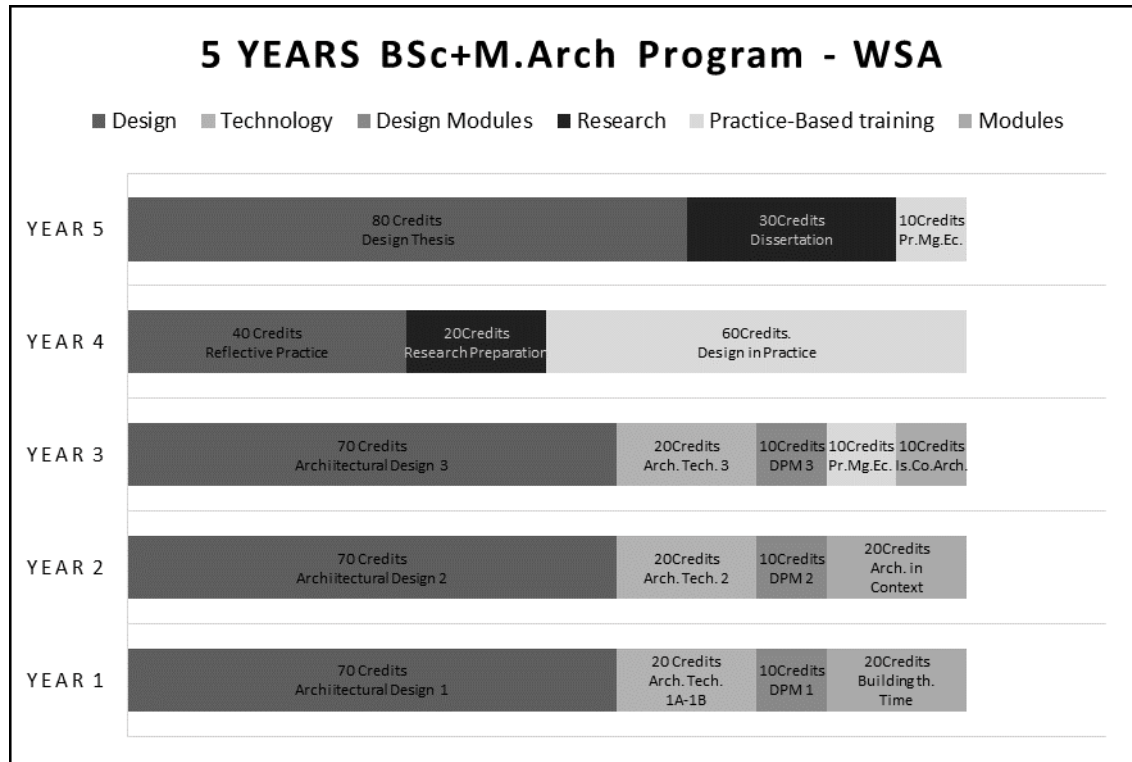 5 YEARS BSc+M.Arch Program - WSA
Design Technology Design Modules Research Practice-Based training Modules
YEAR 5
80 Credits
Design Thesis
30Credits
Dissertation
10Credits
Pr.Mg.Ec.
YEAR 4
40 Credits
Reflective Practice
20Credits
Research Preparation
60Credits.
Design in Practice
YEAR 3
70 Credits
Archiitectural Design 3
20Credits
Arch. Tech. 3
10Credits
DPM 3
10Credits
Pr.Mg.Ec.
10Credits
Is.Co.Arch.
YEAR 2
70 Credits
Archiitectural Design 2
20Credits
Arch. Tech. 2
10Credits
DPM 2
20Credits
Arch. in
Context
YEAR 1
70 Credits
Archiitectural Design 1
20 Credits
Arch. Tech.
1A-1B
10Credits
DPM 1
20Credits
Building th.
Time